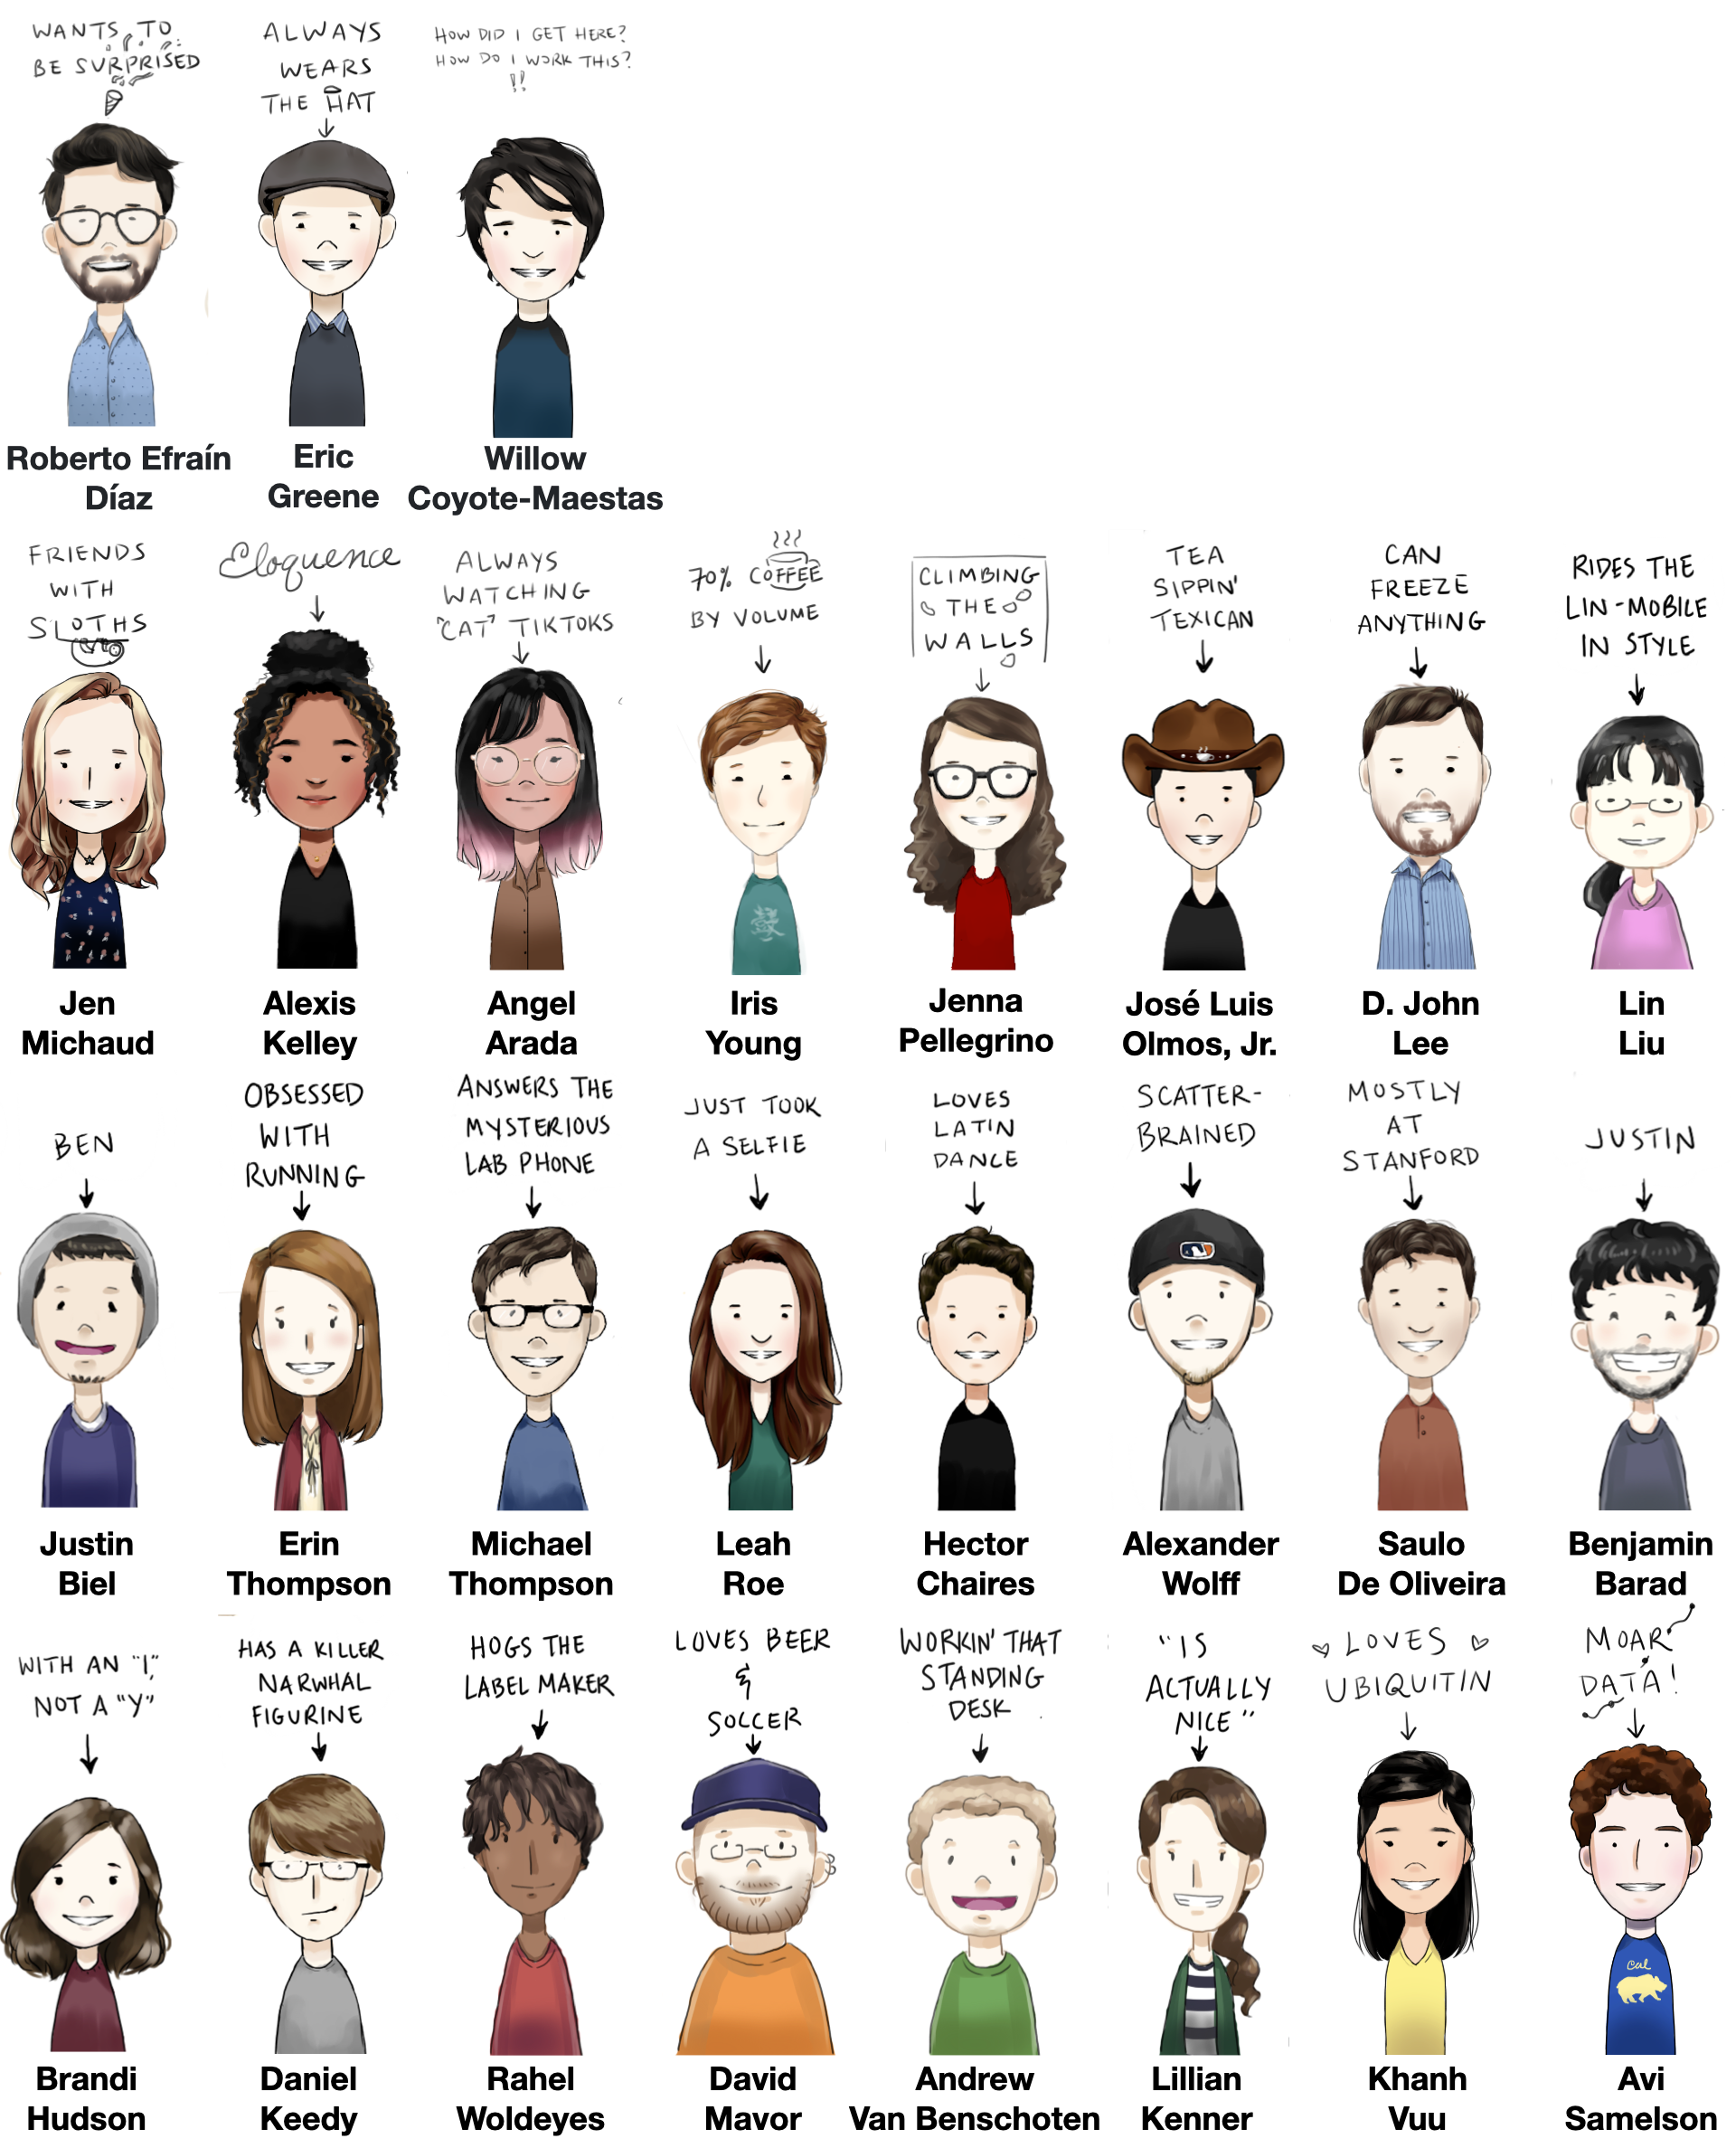 WANTS TO
BE SURPRISED
Roberto Efraín
Díaz
ALWAYS
WEARS
THE HAT
Eric
Greene
HOW DID I GET HERE?
HOW DO I WORK THIS?
!!
Willow
Coyote-Maestas
FRIENDS
WITH
SLOTHS
Jen
Michaud
Eloquence
Alexis
Kelley
ALWAYS
WATCHING
"CAT" TIKTOKS
Angel
Arada
70% COFFEE
BY VOLUME
鼓
Iris
Young
CLIMBING
THE
WALLS
Jenna
Pellegrino
TEA
SIPPIN'
TEXICAN
José Luis
Olmos, Jr.
CAN
FREEZE
ANYTHING
D. John
Lee
RIDES THE
LIN-MOBILE
IN STYLE
Lin
Liu
BEN
Justin
Biel
OBSESSED
WITH
RUNNING
Erin
Thompson
ANSWERS THE
MYSTERIOUS
LAB PHONE
Michael
Thompson
JUST TOOK
A SELFIE
Leah
Roe
LOVES
LATIN
DANCE
Hector
Chaires
SCATTER-
BRAINED
Alexander
Wolff
MOSTLY
AT
STANFORD
Saulo
De Oliveira
JUSTIN
Benjamin
Barad
WITH AN "I,"
NOT A "Y"
Brandi
Hudson
HAS A KILLER
NARWHAL
FIGURINE
Daniel
Keedy
HOGS THE
LABEL MAKER
Rahel
Woldeyes
LOVES BEER
&
SOCCER
David
Mavor
WORKIN' THAT
STANDING
DESK
Andrew
Van Benschoten
"IS
ACTUALLY
NICE"
Lillian
Kenner
LOVES
UBIQUITIN
Khanh
Vuu
MOAR
DATA!
Cal
Avi
Samelson